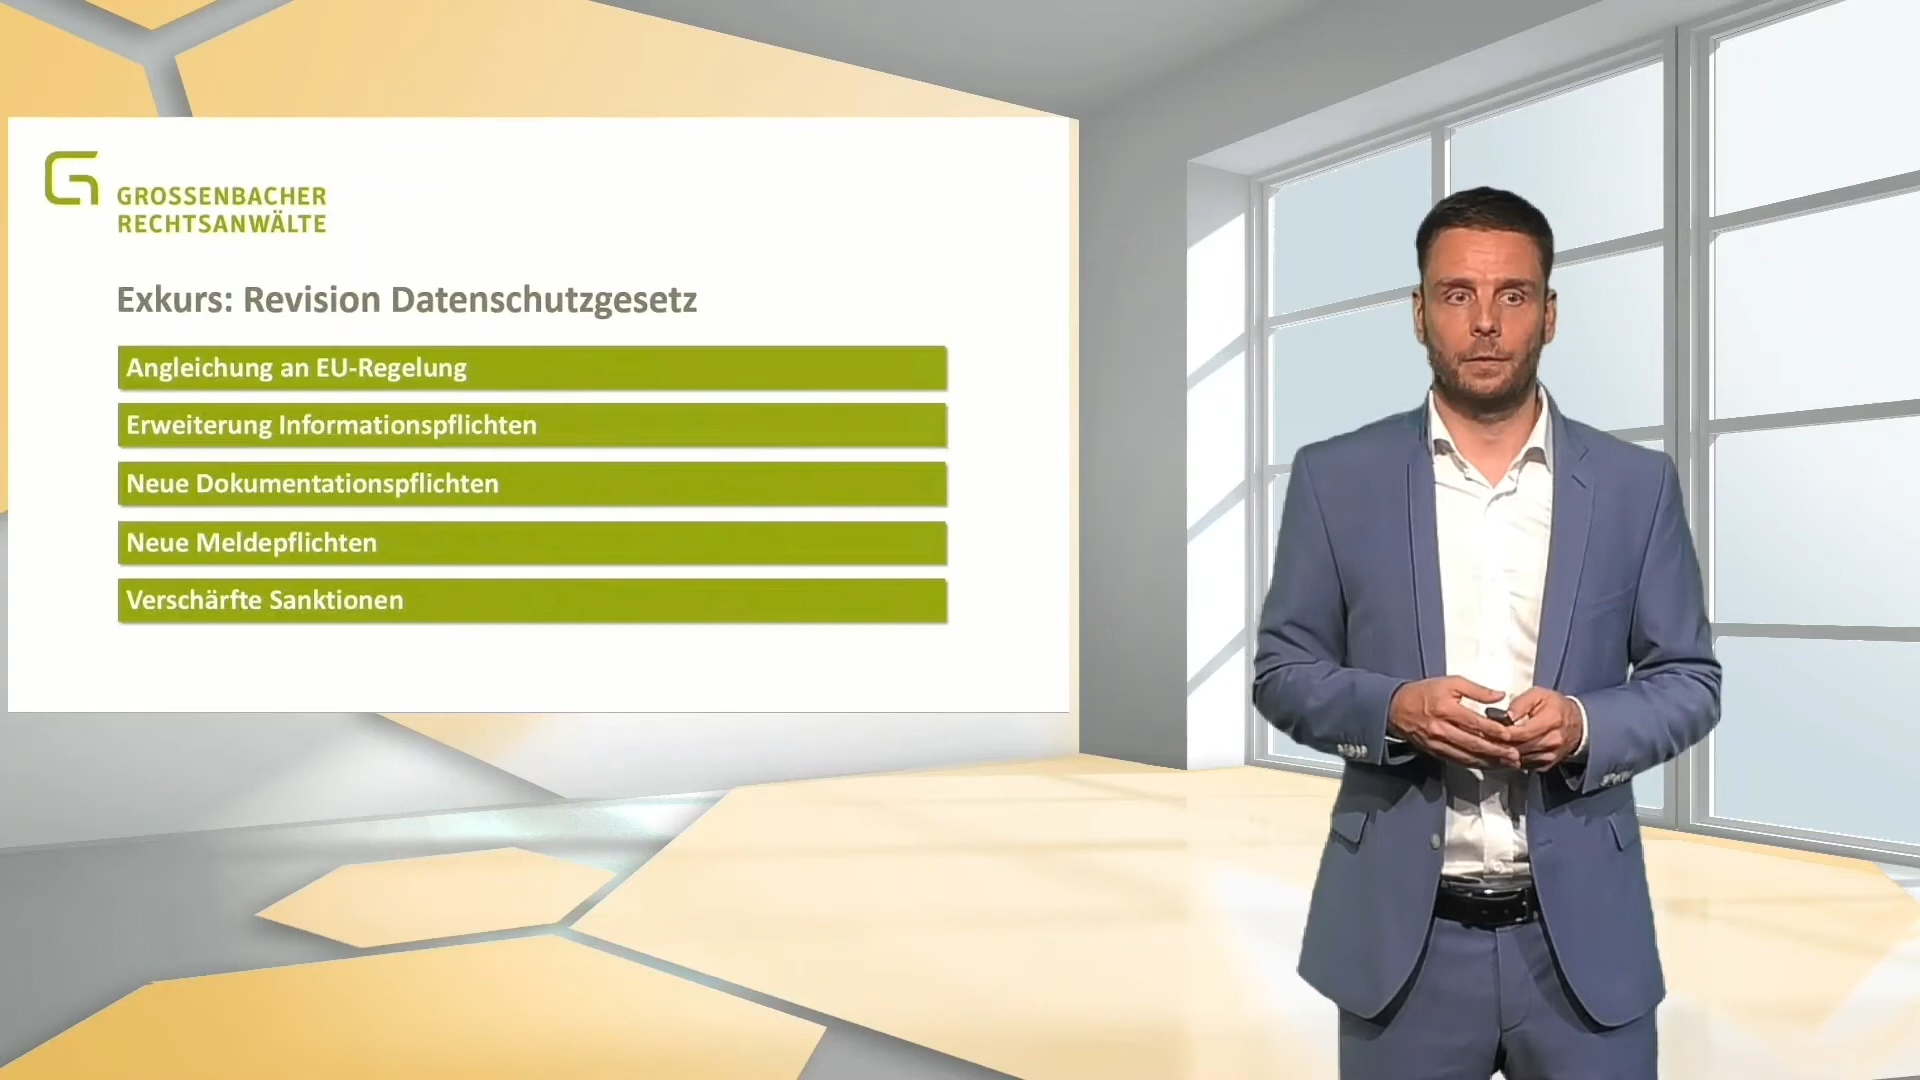 GROSSENBACHER
RECHTSANWÄLTE
Exkurs: Revision Datenschutzgesetz
Angleichung an EU-Regelung
Erweiterung Informationspflichten
Neue Dokumentationspflichten
Neue Meldepflichten
Verschärfte Sanktionen